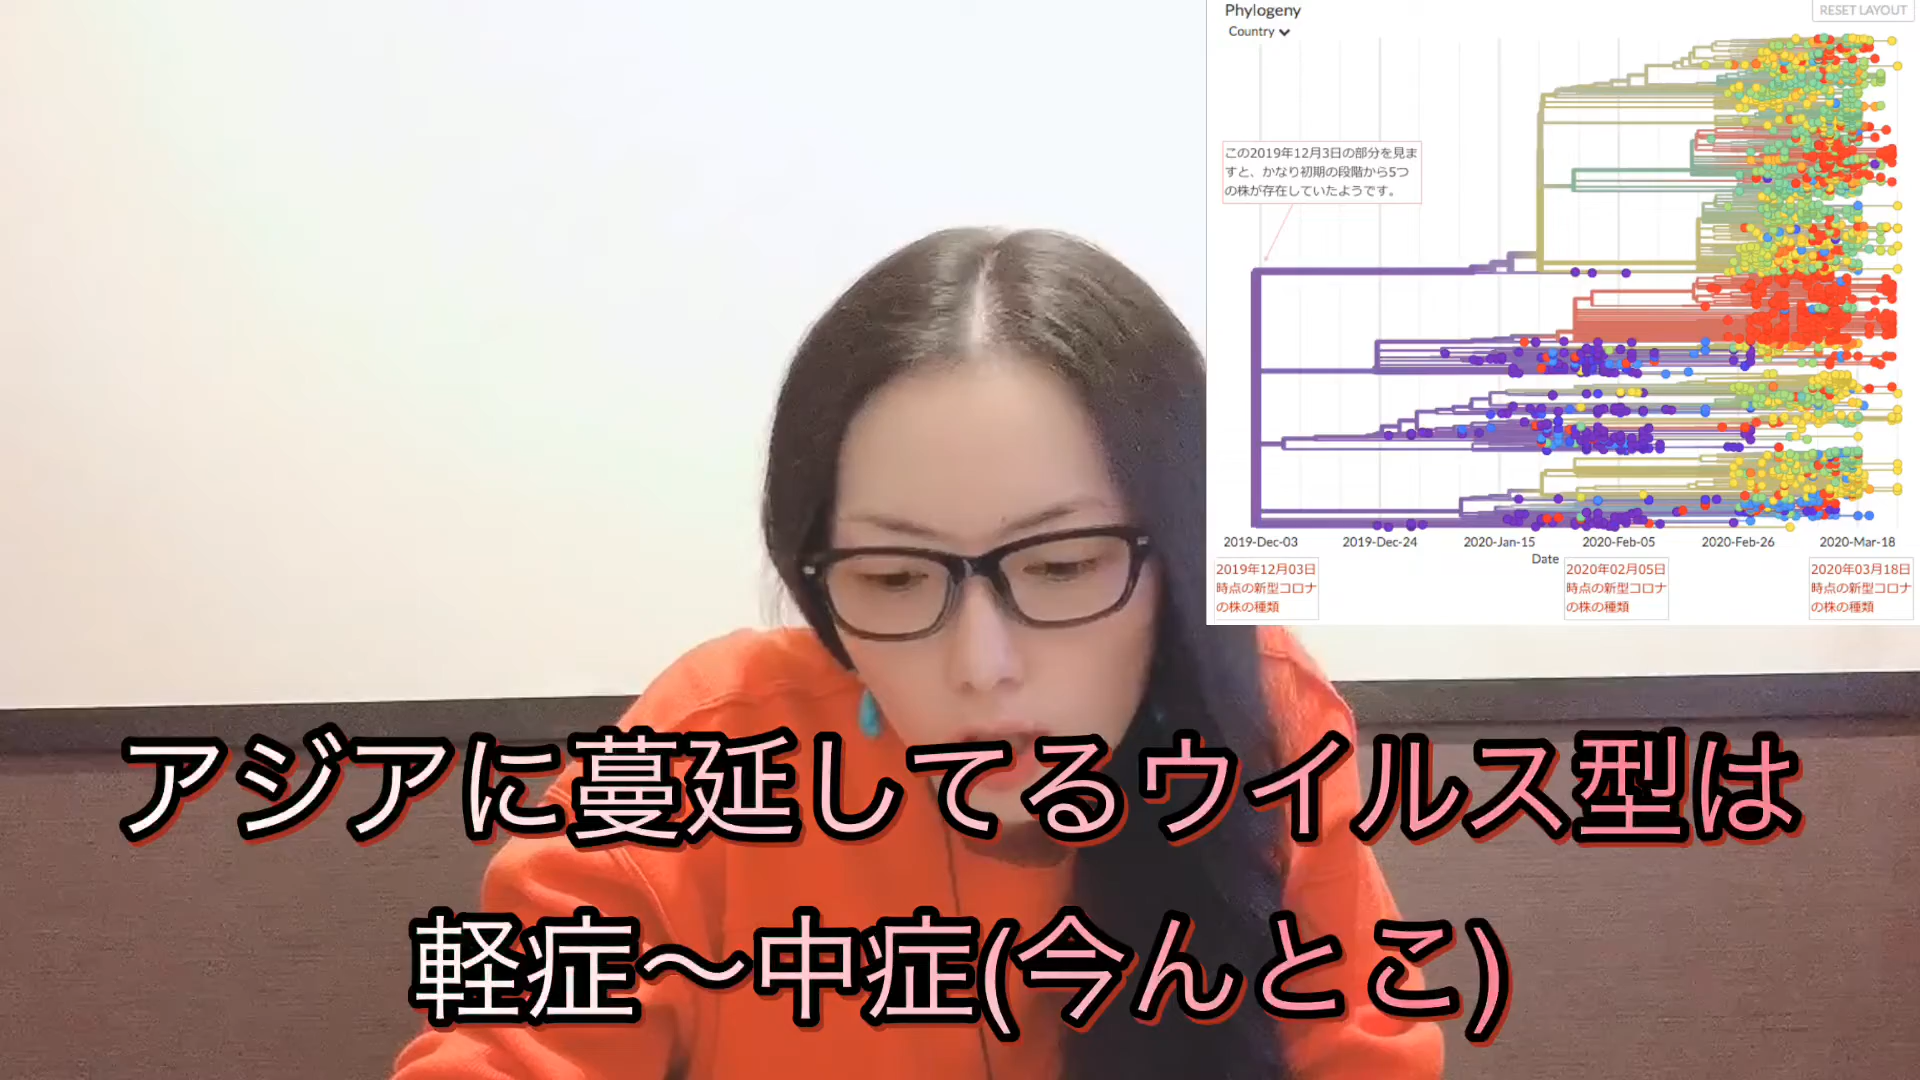 Phylogeny
RESET LAYOUT
Country
この2019年12月3日の部分を見ま
すと、かなり初期の段階から5つ
の株が存在していたようです。
2019-Dec-03
2019-Dec-24
2020-Jan-15
2020-Feb-05
2020-Feb-26
2020-Mar-18
Date
2019年12月03日
時点の新型コロナ
の株の種類
2020年02月05日
時点の新型コロナ
の株の種類
2020年03月18日
時点の新型コロナ
の株の種類
アジアに蔓延してるウイルス型は
軽症～中症(今んとこ)